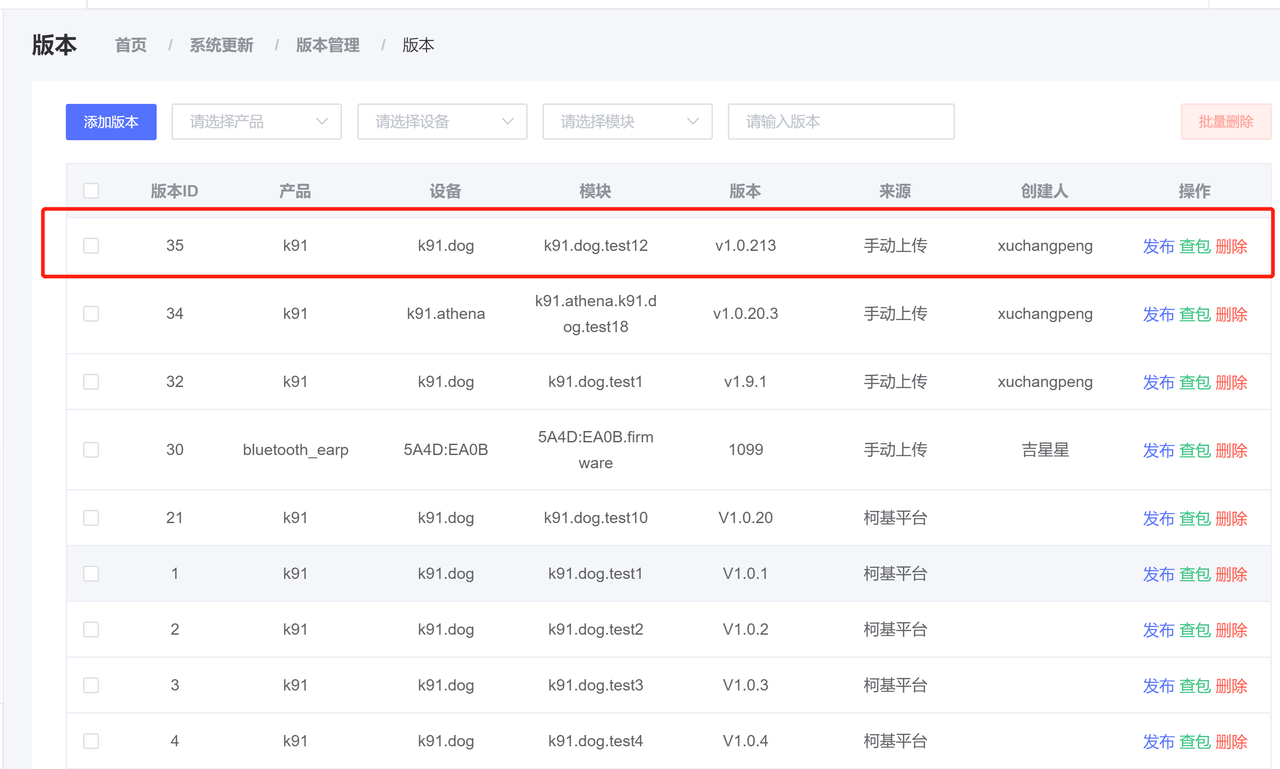 版本 首页 / 系统更新 / 版本管理 / 版本
添加版本 请选择产品 请选择设备 请选择模块 请输入版本 批量删除
版本ID 产品 设备 模块 版本 来源 创建人 操作
35 k91 k91.dog k91.dog.test12 v1.0.213 手动上传 xuchangpeng 发布 查包 删除
34 k91 k91.athena k91.athena.k91.d v1.0.20.3 手动上传 xuchangpeng 发布 查包 删除
og.test18
32 k91 k91.dog k91.dog.test1 v1.9.1 手动上传 xuchangpeng 发布 查包 删除
30 bluetooth_earp 5A4D:EA0B 5A4D:EA0B.firm 1099 手动上传 吉星星 发布 查包 删除
ware
21 k91 k91.dog k91.dog.test10 V1.0.20 柯基平台 发布 查包 删除
1 k91 k91.dog k91.dog.test1 V1.0.1 柯基平台 发布 查包 删除
2 k91 k91.dog k91.dog.test2 V1.0.2 柯基平台 发布 查包 删除
3 k91 k91.dog k91.dog.test3 V1.0.3 柯基平台 发布 查包 删除
4 k91 k91.dog k91.dog.test4 V1.0.4 柯基平台 发布 查包 删除